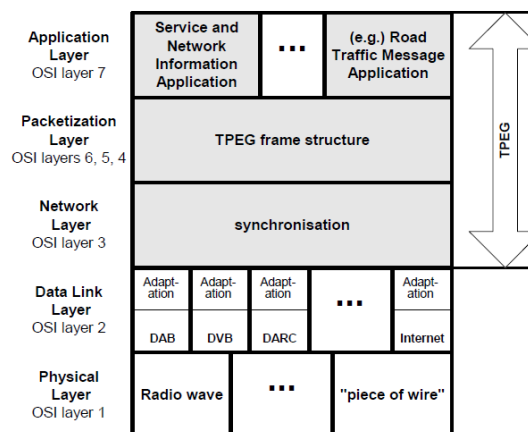 Application
Layer
OSI layer 7
Service and
Network
Information
Application
...
(e.g.) Road
Traffic Message
Application
TPEG
Packetization
Layer
OSI layers 6, 5, 4
TPEG frame structure
Network
Layer
OSI layer 3
synchronisation
Data Link
Layer
OSI layer 2
Adapt-
ation
DAB
Adapt-
ation
DVB
Adapt-
ation
DARC
...
Adapt-
ation
Internet
Physical
Layer
OSI layer 1
Radio wave
...
"piece of wire"